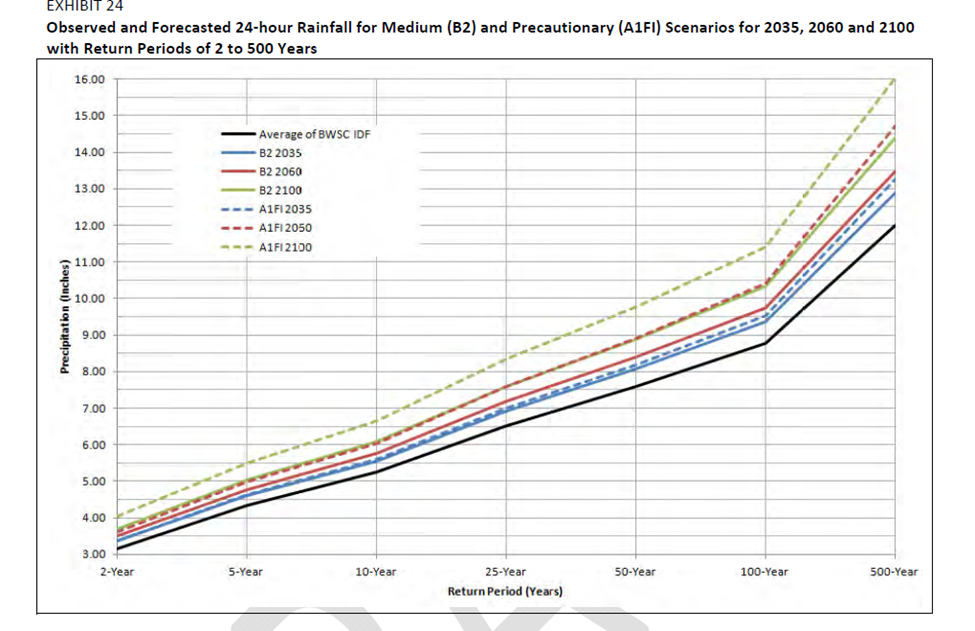 EXHIBIT 24
Observed and Forecasted 24-hour Rainfall for Medium (B2) and Precautionary (A1FI) Scenarios for 2035, 2060 and 2100
with Return Periods of 2 to 500 Years
16.00
15.00
14.00
13.00
12.00
11.00
10.00
9.00
8.00
7.00
6.00
5.00
4.00
3.00
Precipitation (Inches)
Average of BWSC IDF
B2 2035
B2 2060
B2 2100
A1FI 2035
A1FI 2050
A1FI 2100
2-Year 5-Year 10-Year 25-Year 50-Year 100-Year 500-Year
Return Period (Years)